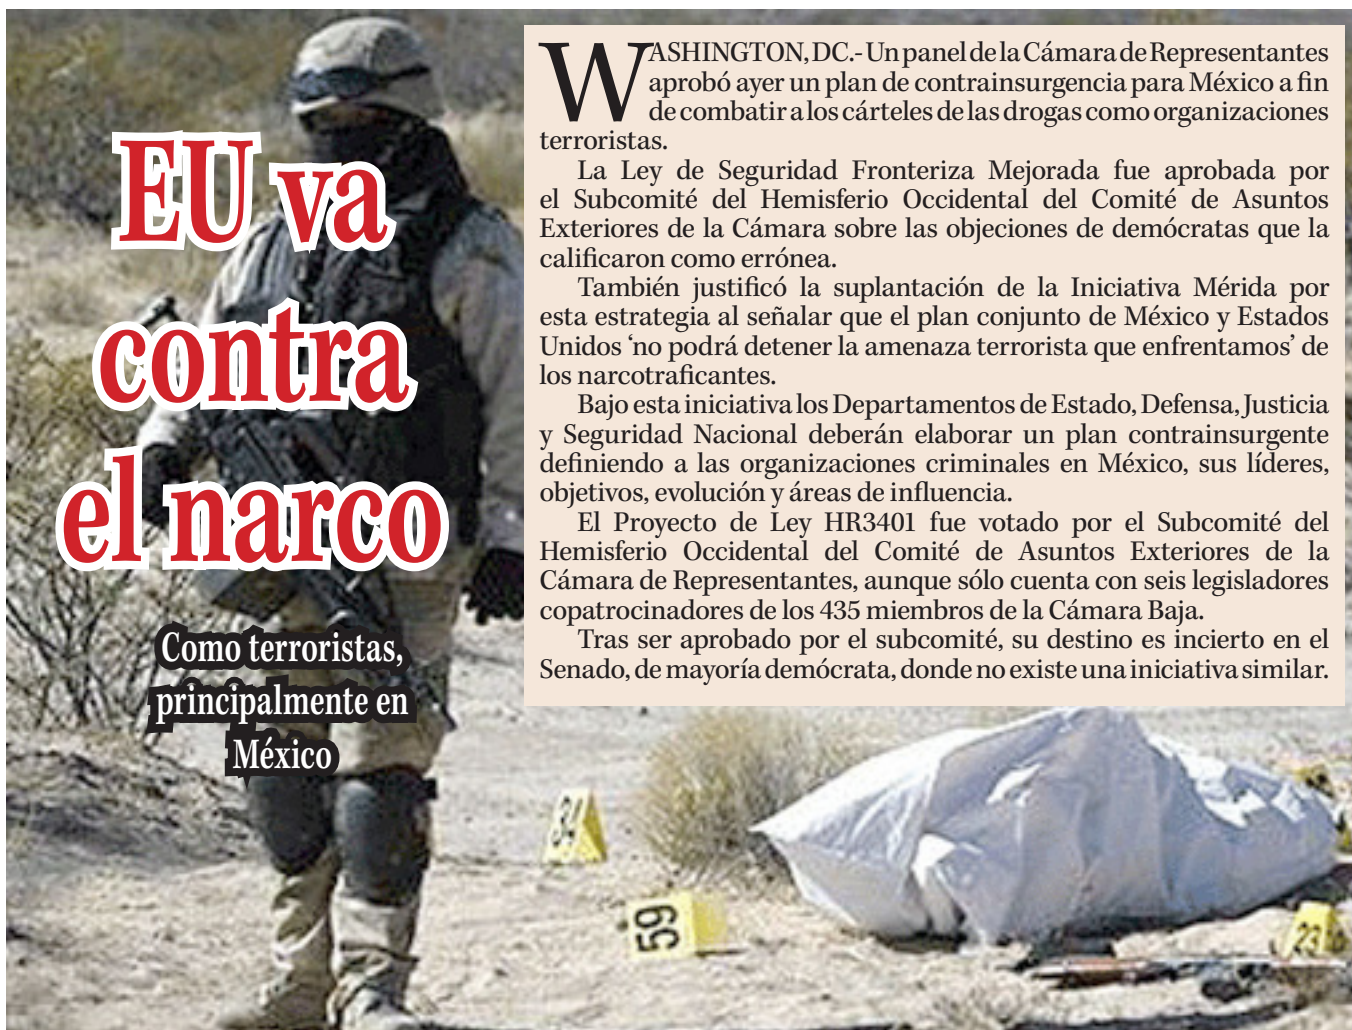 EU va
contra
el narco
Como terroristas,
principalmente en
México
WASHINGTON, DC.- Un panel de la Cámara de Representantes
aprobó ayer un plan de contrainsurgencia para México a fin
de combatir a los cárteles de las drogas como organizaciones
terroristas.
La Ley de Seguridad Fronteriza Mejorada fue aprobada por
el Subcomité del Hemisferio Occidental del Comité de Asuntos
Exteriores de la Cámara sobre las objeciones de demócratas que la
calificaron como errónea.
También justificó la suplantación de la Iniciativa Mérida por
esta estrategia al señalar que el plan conjunto de México y Estados
Unidos ‘no podrá detener la amenaza terrorista que enfrentamos’ de
los narcotraficantes.
Bajo esta iniciativa los Departamentos de Estado, Defensa, Justicia
y Seguridad Nacional deberán elaborar un plan contrainsurgente
definiendo a las organizaciones criminales en México, sus líderes,
objetivos, evolución y áreas de influencia.
El Proyecto de Ley HR3401 fue votado por el Subcomité del
Hemisferio Occidental del Comité de Asuntos Exteriores de la
Cámara de Representantes, aunque sólo cuenta con seis legisladores
copatrocinadores de los 435 miembros de la Cámara Baja.
Tras ser aprobado por el subcomité, su destino es incierto en el
Senado, de mayoría demócrata, donde no existe una iniciativa similar.
59
23